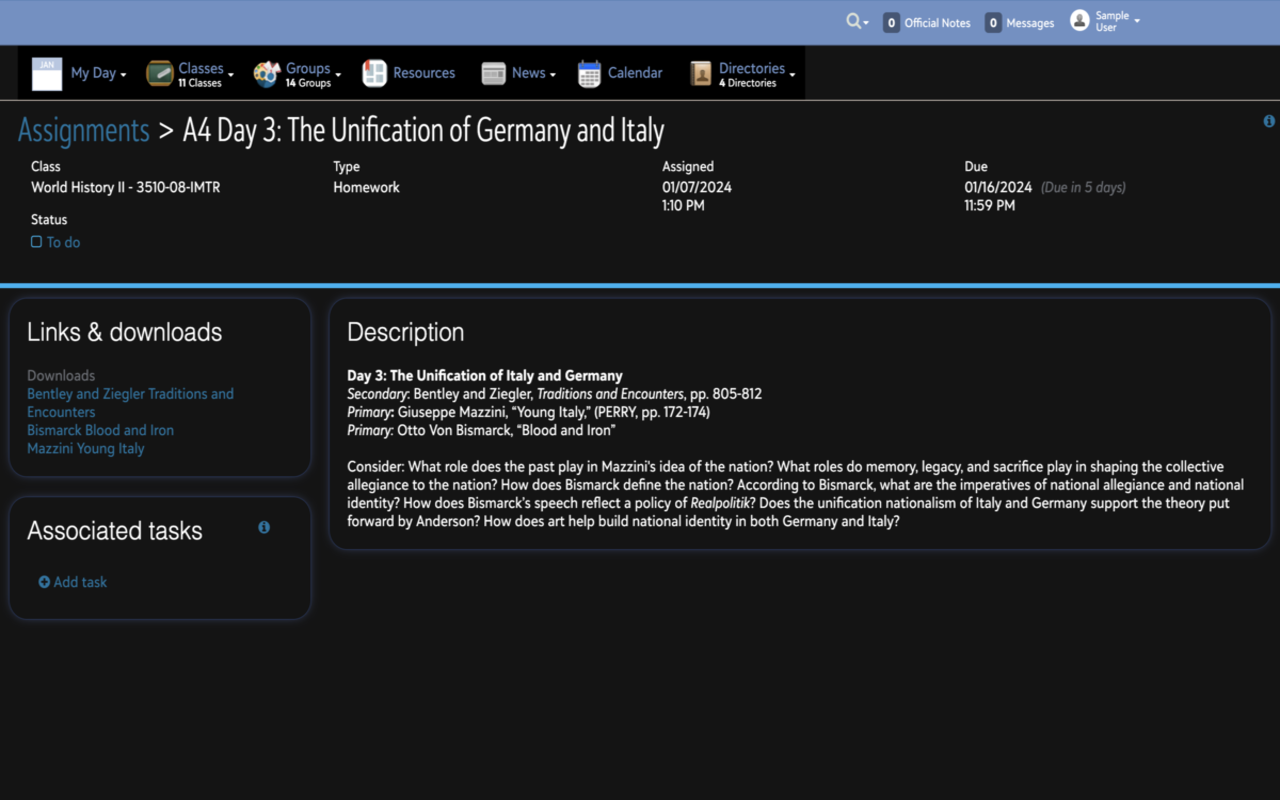 0 Official Notes 0 Messages Sample User
JAN
My Day
Classes
11 Classes
Groups
14 Groups
Resources
News
Calendar
Directories
4 Directories
Assignments > A4 Day 3: The Unification of Germany and Italy
Class
World History II - 3510-08-IMTR
Type
Homework
Assigned
01/07/2024
1:10 PM
Due
01/16/2024 (Due in 5 days)
11:59 PM
Status
To do
Links & downloads
Downloads
Bentley and Ziegler Traditions and
Encounters
Bismarck Blood and Iron
Mazzini Young Italy
Associated tasks
Add task
Description
Day 3: The Unification of Italy and Germany
Secondary: Bentley and Ziegler, Traditions and Encounters, pp. 805-812
Primary: Giuseppe Mazzini, “Young Italy,” (PERRY, pp. 172-174)
Primary: Otto Von Bismarck, “Blood and Iron”
Consider: What role does the past play in Mazzini's idea of the nation? What roles do memory, legacy, and sacrifice play in shaping the collective
allegiance to the nation? How does Bismarck define the nation? According to Bismarck, what are the imperatives of national allegiance and national
identity? How does Bismarck's speech reflect a policy of Realpolitik? Does the unification nationalism of Italy and Germany support the theory put
forward by Anderson? How does art help build national identity in both Germany and Italy?